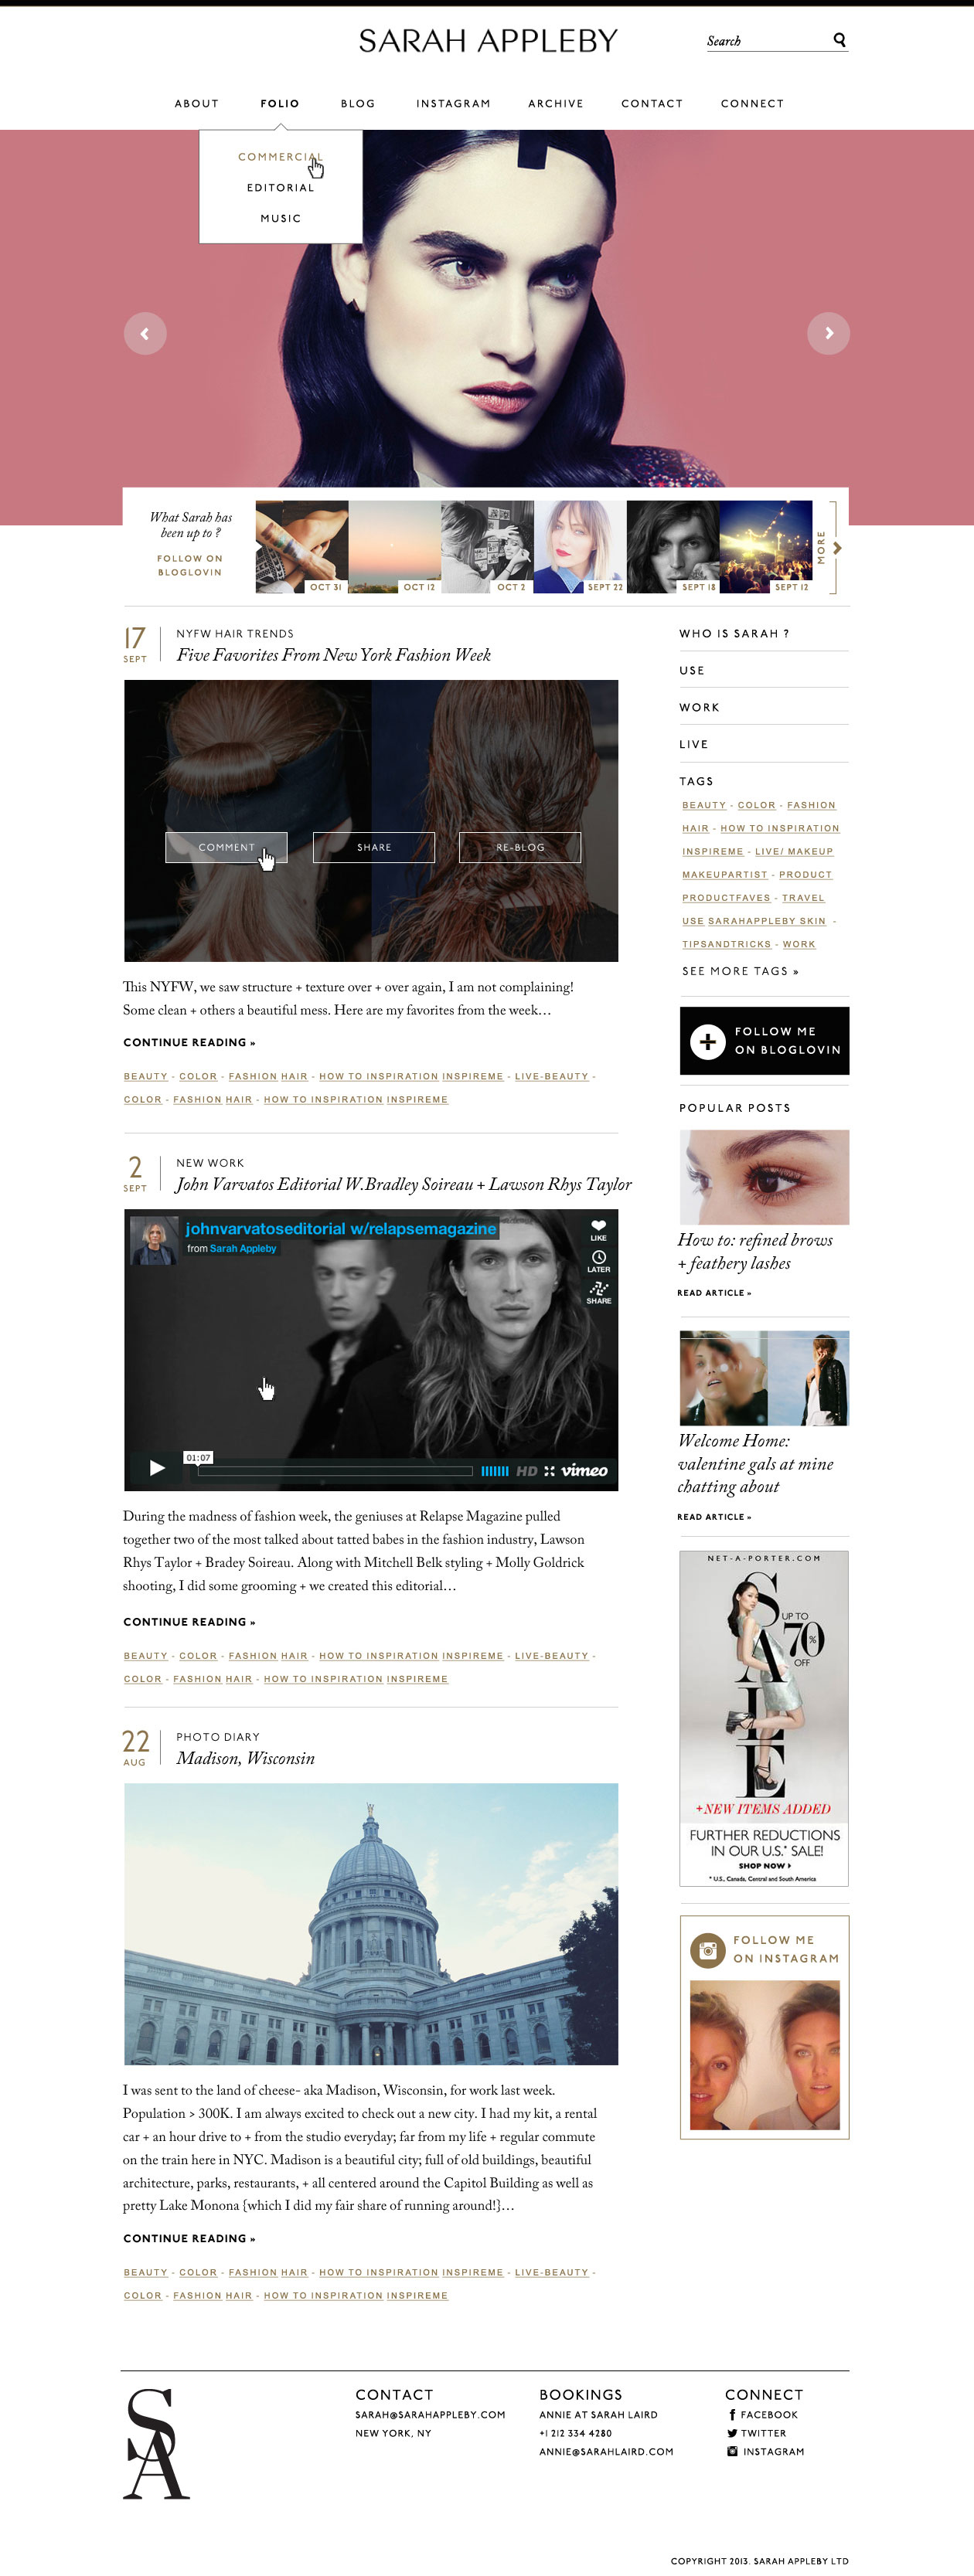 SARAH APPLEBY
Search
ABOUT FOLIO BLOG INSTAGRAM ARCHIVE CONTACT CONNECT
COMMERCIAL
EDITORIAL
MUSIC
What Sarah has
been up to ?
FOLLOW ON
BLOGLOVIN
OCT 31 OCT 12 OCT 2 SEPT 22 SEPT 18 SEPT 12
MORE
17
SEPT
NYFW HAIR TRENDS
Five Favorites From New York Fashion Week
COMMENT SHARE RE-BLOG
This NYFW, we saw structure + texture over + over again, I am not complaining!
Some clean + others a beautiful mess. Here are my favorites from the week…
CONTINUE READING »
BEAUTY - COLOR - FASHION HAIR - HOW TO INSPIRATION INSPIREME - LIVE-BEAUTY -
COLOR - FASHION HAIR - HOW TO INSPIRATION INSPIREME
2
SEPT
NEW WORK
John Varvatos Editorial W.Bradley Soireau + Lawson Rhys Taylor
johnvarvatoseditorial w/relapsemagazine
from Sarah Appleby
LIKE
LATER
SHARE
01:07
HD vimeo
During the madness of fashion week, the geniuses at Relapse Magazine pulled
together two of the most talked about tatted babes in the fashion industry, Lawson
Rhys Taylor + Bradey Soireau. Along with Mitchell Belk styling + Molly Goldrick
shooting, I did some grooming + we created this editorial…
CONTINUE READING »
BEAUTY - COLOR - FASHION HAIR - HOW TO INSPIRATION INSPIREME - LIVE-BEAUTY -
COLOR - FASHION HAIR - HOW TO INSPIRATION INSPIREME
22
AUG
PHOTO DIARY
Madison, Wisconsin
I was sent to the land of cheese- aka Madison, Wisconsin, for work last week.
Population > 300K. I am always excited to check out a new city. I had my kit, a rental
car + an hour drive to + from the studio everyday; far from my life + regular commute
on the train here in NYC. Madison is a beautiful city; full of old buildings, beautiful
architecture, parks, restaurants, + all centered around the Capitol Building as well as
pretty Lake Monona {which I did my fair share of running around!}…
CONTINUE READING »
BEAUTY - COLOR - FASHION HAIR - HOW TO INSPIRATION INSPIREME - LIVE-BEAUTY -
COLOR - FASHION HAIR - HOW TO INSPIRATION INSPIREME
WHO IS SARAH ?
USE
WORK
LIVE
TAGS
BEAUTY - COLOR - FASHION
HAIR - HOW TO INSPIRATION
INSPIREME - LIVE/ MAKEUP
MAKEUPARTIST - PRODUCT
PRODUCTFAVES - TRAVEL
USE SARAHAPPLEBY SKIN -
TIPSANDTRICKS - WORK
SEE MORE TAGS »
FOLLOW ME
ON BLOGLOVIN
POPULAR POSTS
How to: refined brows
+ feathery lashes
READ ARTICLE »
Welcome Home:
valentine gals at mine
chatting about
READ ARTICLE »
NET-A-PORTER.COM
SALE
UP TO
70%
OFF
+NEW ITEMS ADDED
FURTHER REDUCTIONS
IN OUR U.S.* SALE!
SHOP NOW
* U.S., Canada, Central and South America
FOLLOW ME
ON INSTAGRAM
SA
CONTACT
SARAH@SARAHAPPLEBY.COM
NEW YORK, NY
BOOKINGS
ANNIE AT SARAH LAIRD
+1 212 334 4280
ANNIE@SARAHLAIRD.COM
CONNECT
FACEBOOK
TWITTER
INSTAGRAM
COPYRIGHT 2013. SARAH APPLEBY LTD